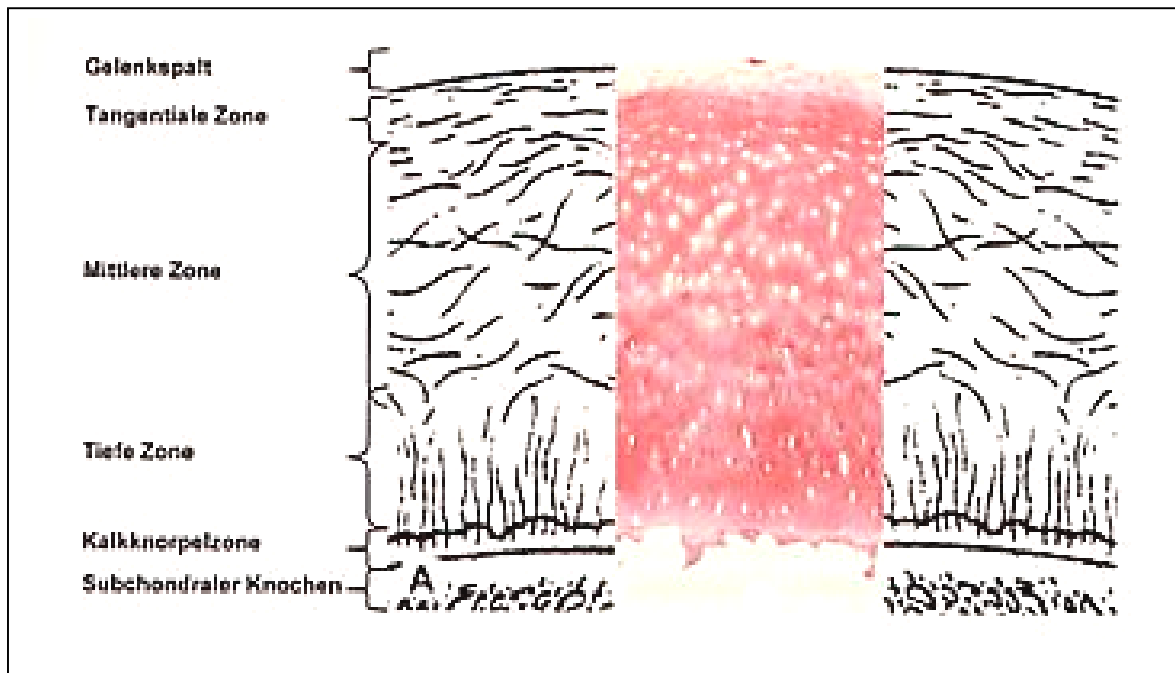 Gelenkspalt
Tangentiale Zone
Mittlere Zone
Tiefe Zone
Kalkknorpelzone
Subchondraler Knochen
A